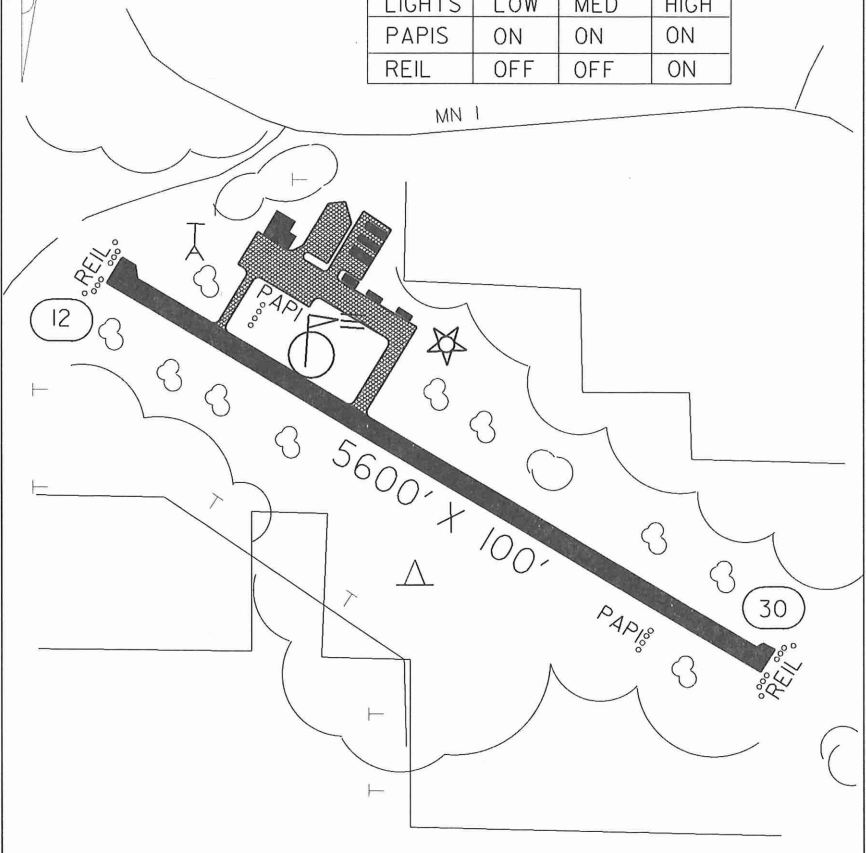 LIGHTS LOW MED HIGH
PAPIS ON ON ON
REIL OFF OFF ON
MN 1
REIL
12
PAPI
5600' X 100'
30
PAPI
REIL